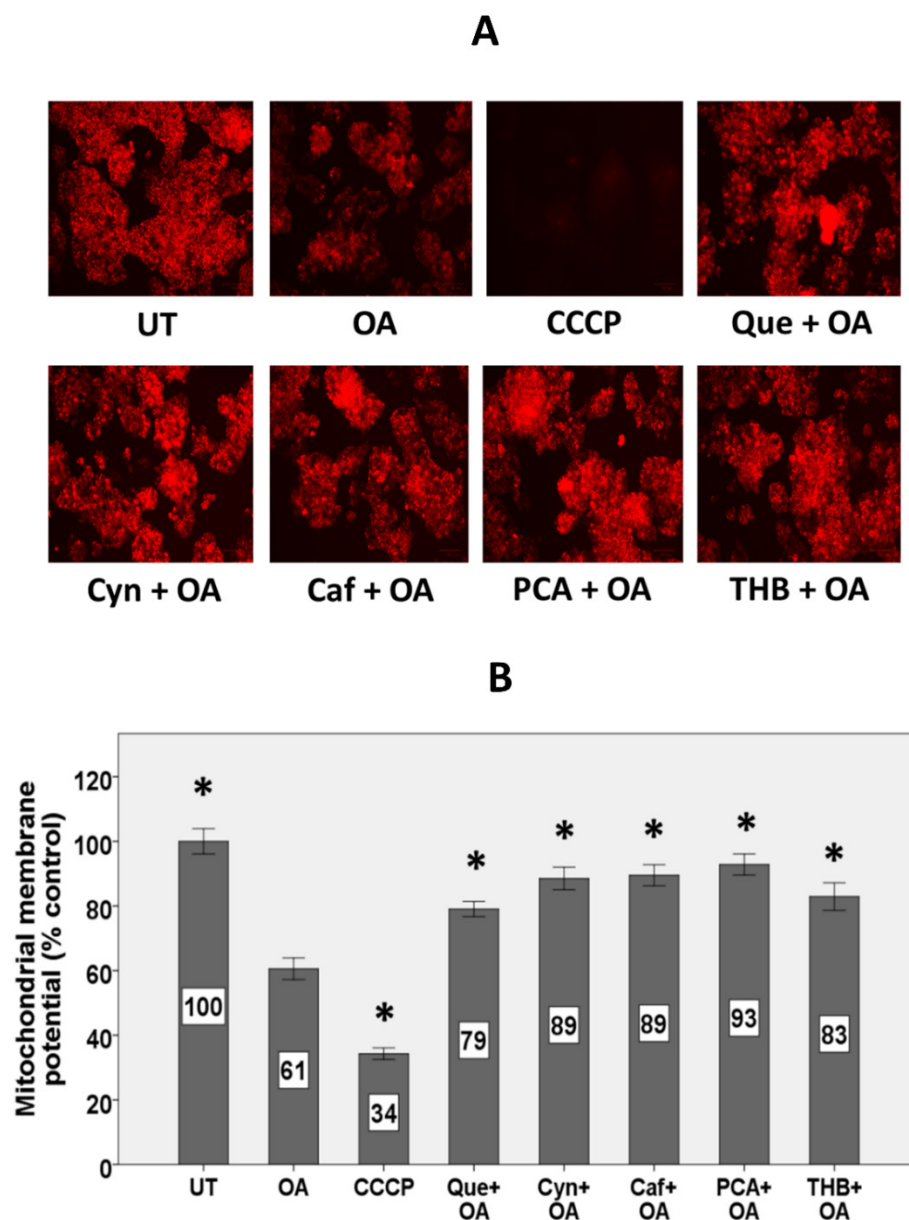 A
UT OA CCCP Que + OA
Cyn + OA Caf + OA PCA + OA THB + OA
B
Mitochondrial membrane
potential (% control)
120
100
80
60
40
20
0
* * * * * * *
100 61 34 79 89 89 93 83
UT OA CCCP Que+ Cyn+ Caf+ PCA+ THB+
OA OA OA OA OA